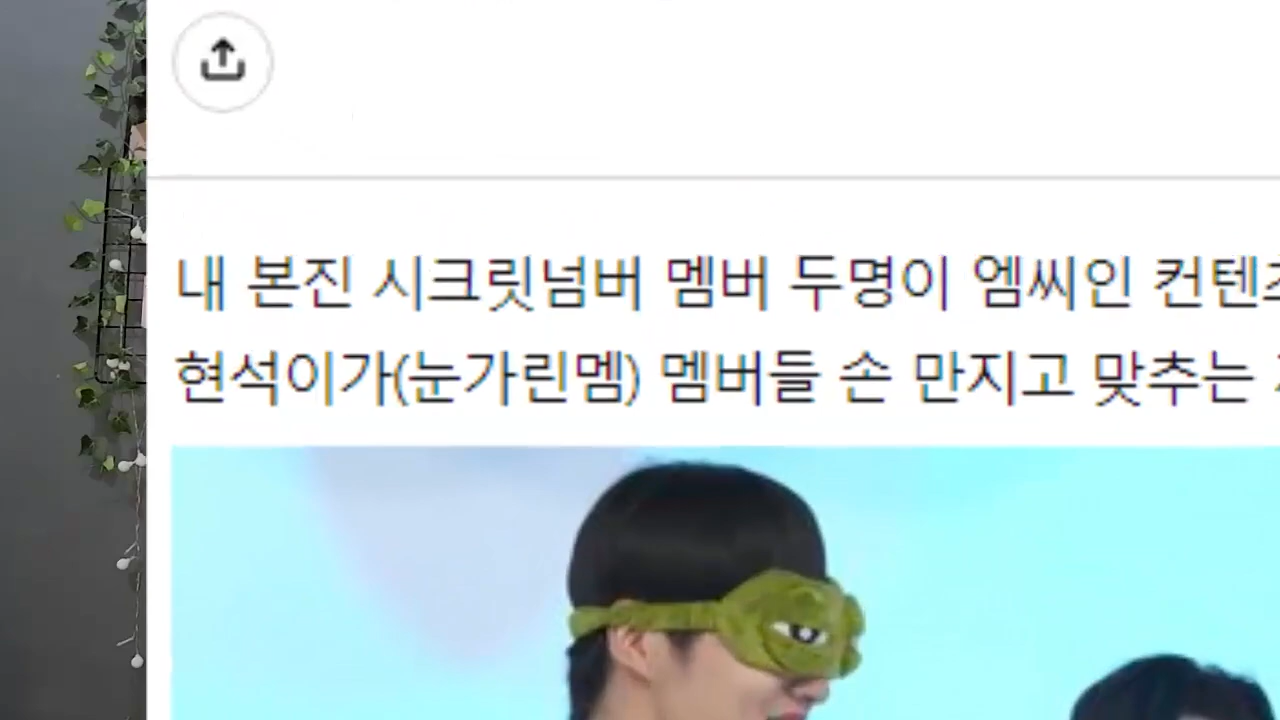 내 본진 시크릿넘버 멤버 두명이 엠씨인 컨텐츠
현석이가(눈가린멤) 멤버들 손 만지고 맞추는